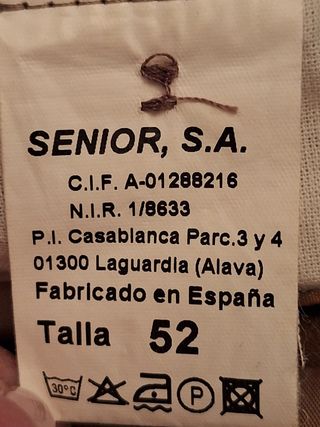 SENIOR, S.A.
C.I.F. A-01288216
N.I.R. 1/8633
P.I. Casablanca Parc.3 y 4
01300 Laguardia (Alava)
Fabricado en España
Talla 52
30°C P